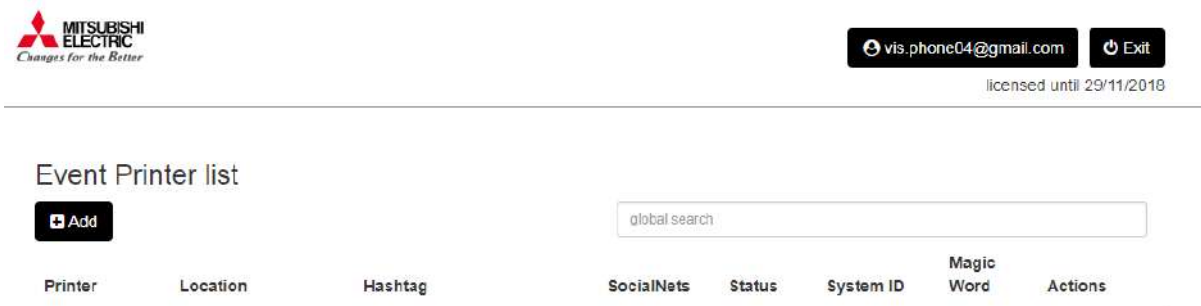 MITSUBISHI
ELECTRIC
Changes for the Better
vis.phone04@gmail.com
Exit
licensed until 29/11/2018
Event Printer list
Add
global search
Printer Location Hashtag SocialNets Status System ID Magic Word Actions